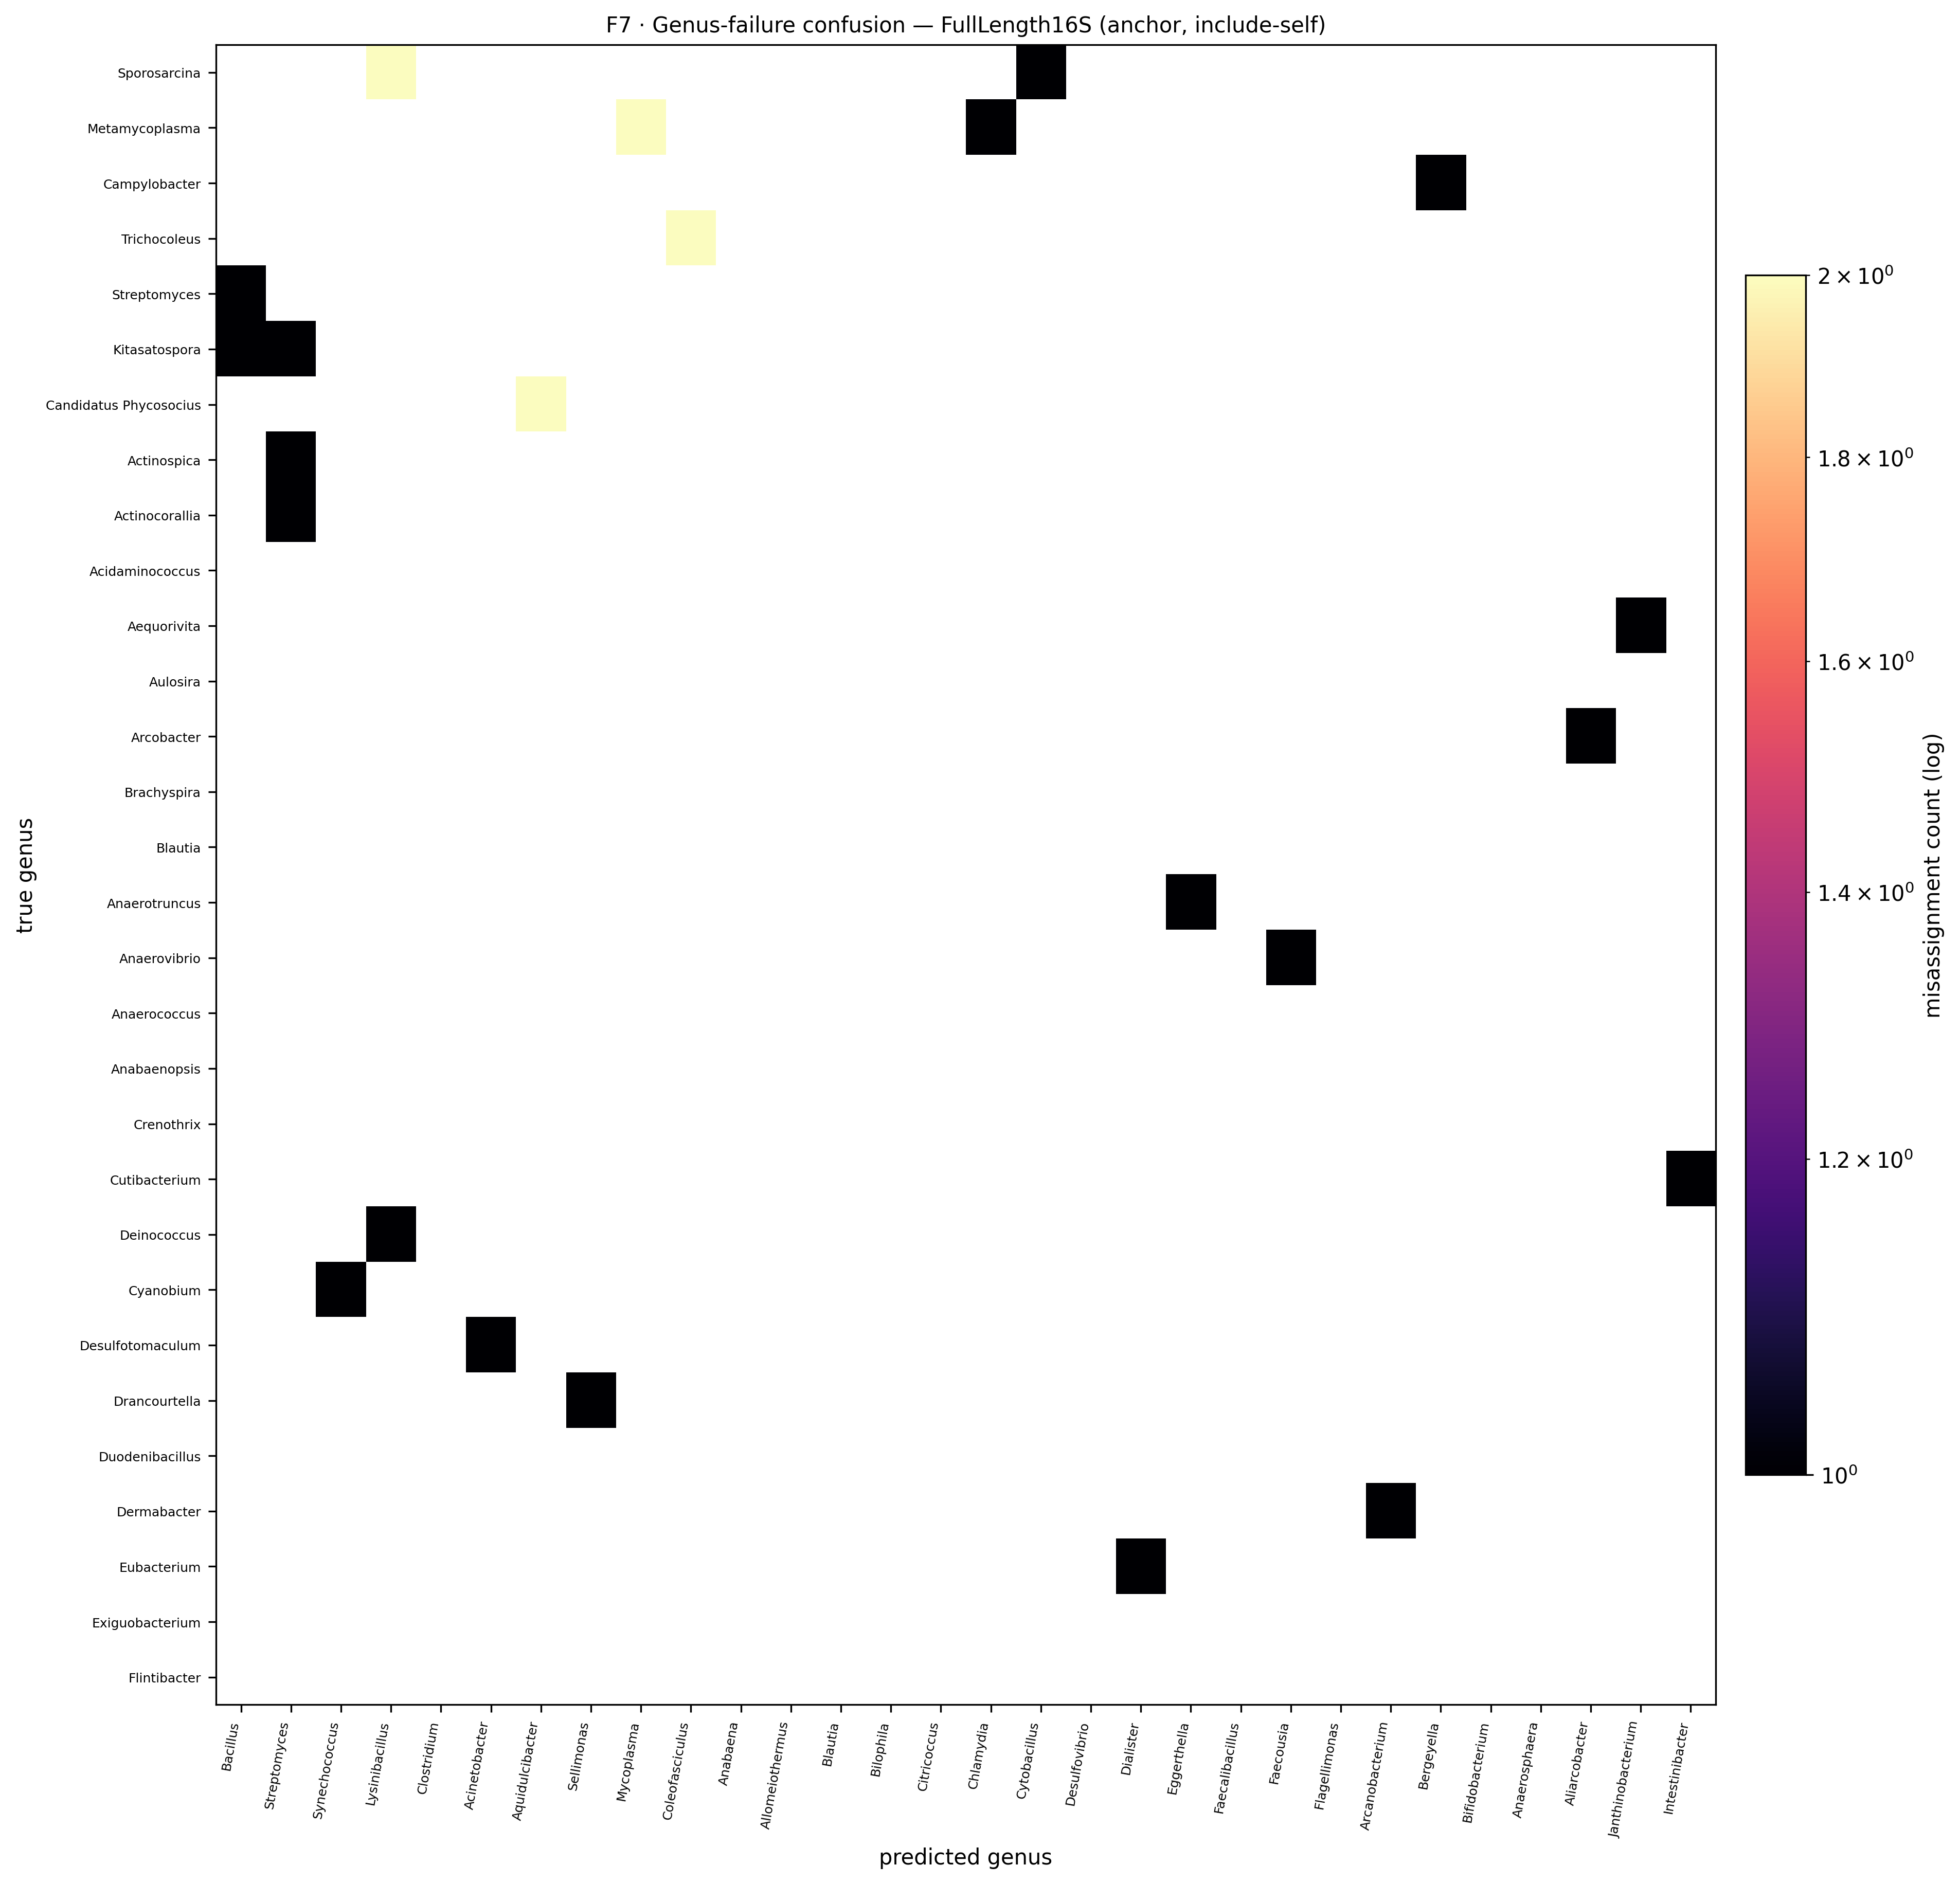 F7 · Genus-failure confusion — FullLength16S (anchor, include-self)
Sporosarcina
Metamycoplasma
Campylobacter
Trichocoleus
Streptomyces
Kitasatospora
Candidatus Phycosocius
Actinospica
Actinocorallia
Acidaminococcus
Aequorivita
Aulosira
Arcobacter
Brachyspira
Blautia
Anaerotruncus
Anaerovibrio
Anaerococcus
Anabaenopsis
Crenothrix
Cutibacterium
Deinococcus
Cyanobium
Desulfotomaculum
Drancourtella
Duodenibacillus
Dermabacter
Eubacterium
Exiguobacterium
Flintibacter
true genus
Bacillus
Streptomyces
Synechococcus
Lysinibacillus
Clostridium
Acinetobacter
Aquidulcibacter
Sellimonas
Mycoplasma
Coleofasciculus
Anabaena
Allomeiothermus
Blautia
Bilophila
Citricoccus
Chlamydia
Cytobacillus
Desulfovibrio
Dialister
Eggerthella
Faecalibacillus
Faecousia
Flagellimonas
Arcanobacterium
Bergeyella
Bifidobacterium
Anaerosphaera
Aliarcobacter
Janthinobacterium
Intestinibacter
predicted genus
2 × 10⁰
1.8 × 10⁰
1.6 × 10⁰
1.4 × 10⁰
1.2 × 10⁰
10⁰
misassignment count (log)